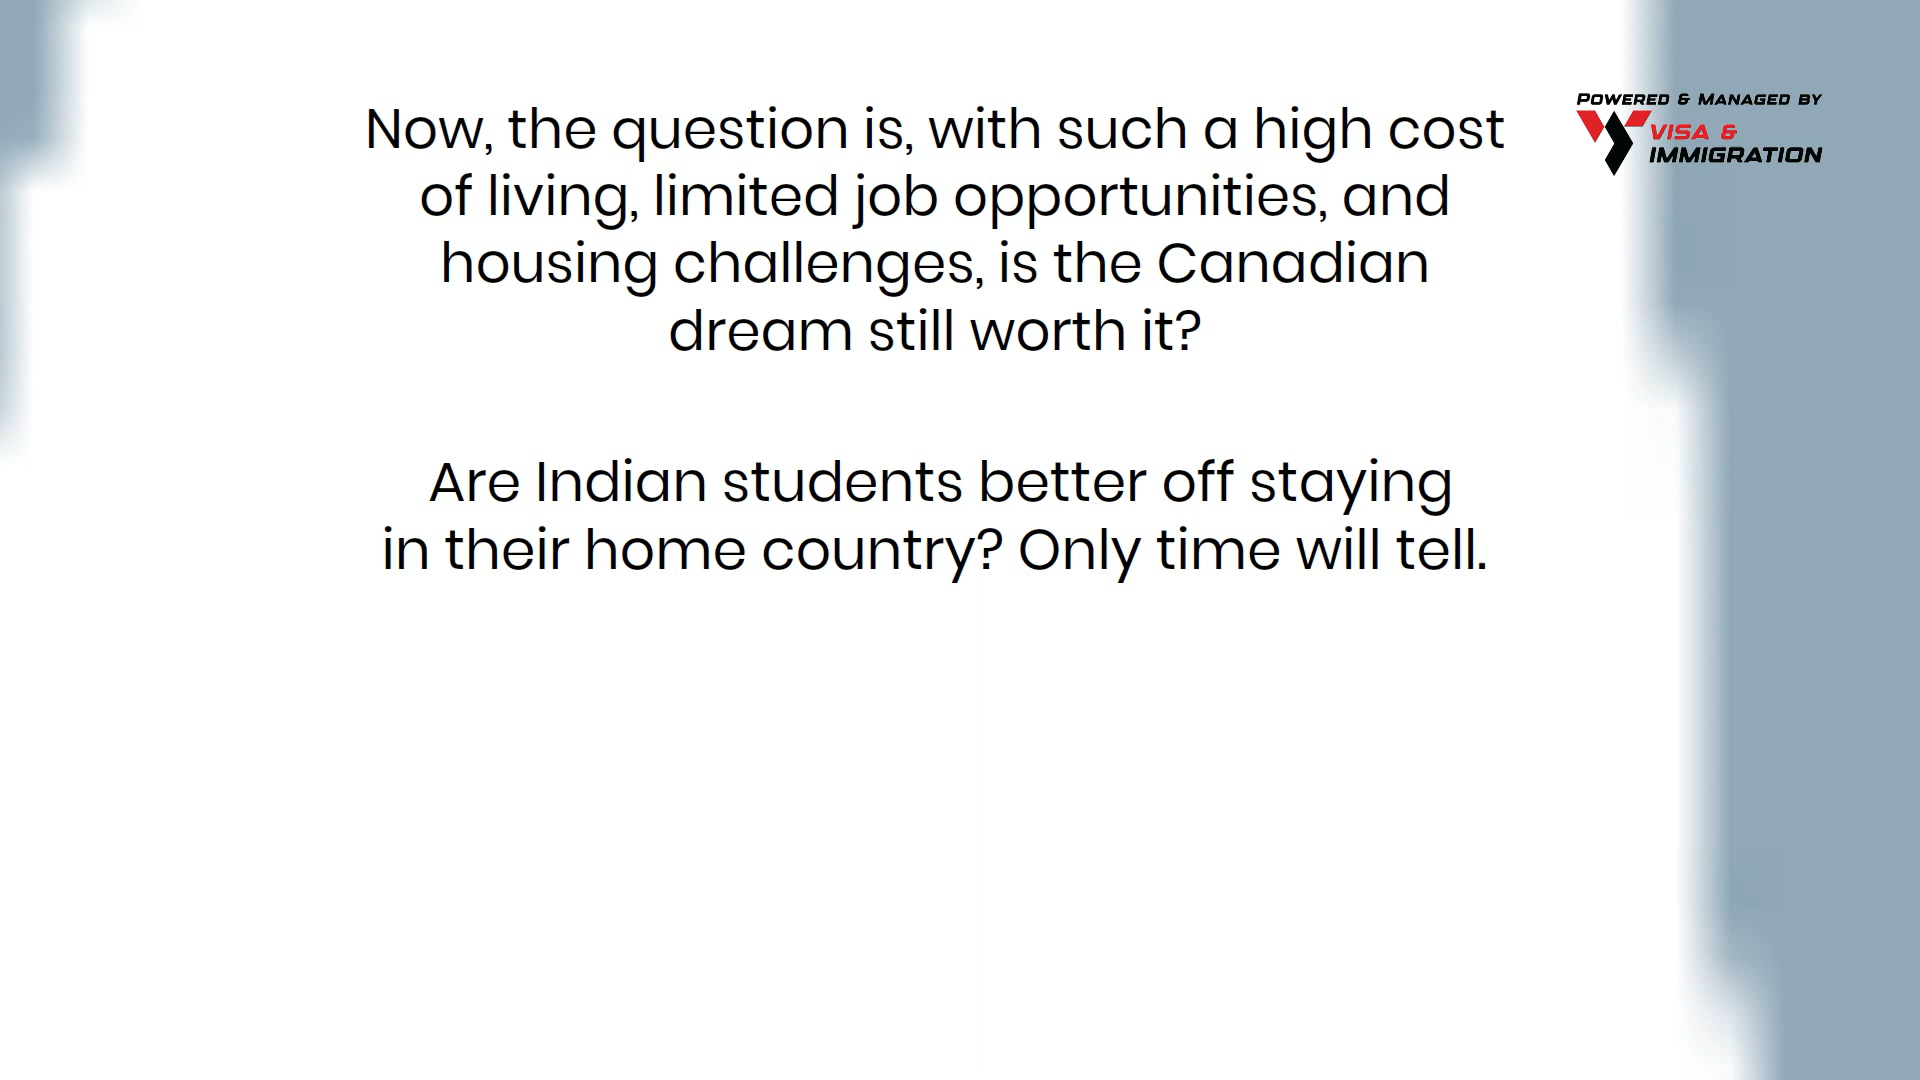 Now, the question is, with such a high cost
of living, limited job opportunities, and
housing challenges, is the Canadian
dream still worth it?
Are Indian students better off staying
in their home country? Only time will tell.
POWERED & MANAGED BY
VISA &
IMMIGRATION